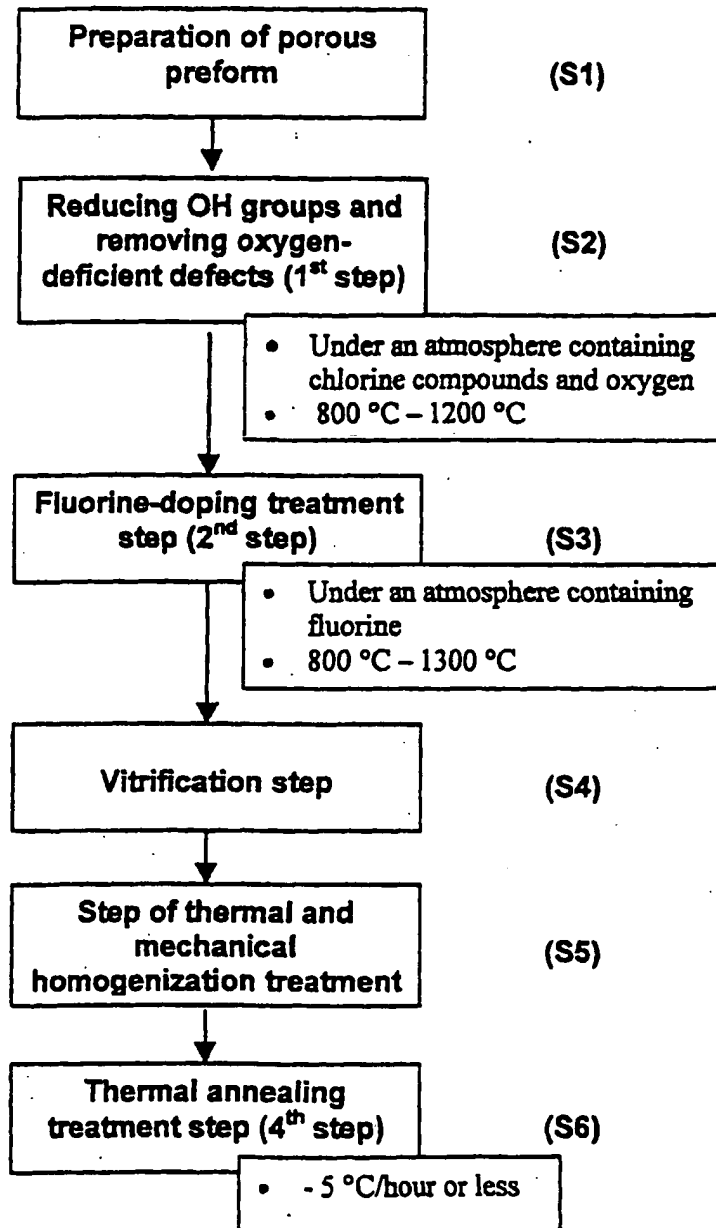 Preparation of porous
preform
(S1)
Reducing OH groups and
removing oxygen-
deficient defects (1st step)
(S2)
• Under an atmosphere containing
chlorine compounds and oxygen
• 800 °C – 1200 °C
Fluorine-doping treatment
step (2nd step)
(S3)
• Under an atmosphere containing
fluorine
• 800 °C – 1300 °C
Vitrification step
(S4)
Step of thermal and
mechanical
homogenization treatment
(S5)
Thermal annealing
treatment step (4th step)
(S6)
• - 5 °C/hour or less